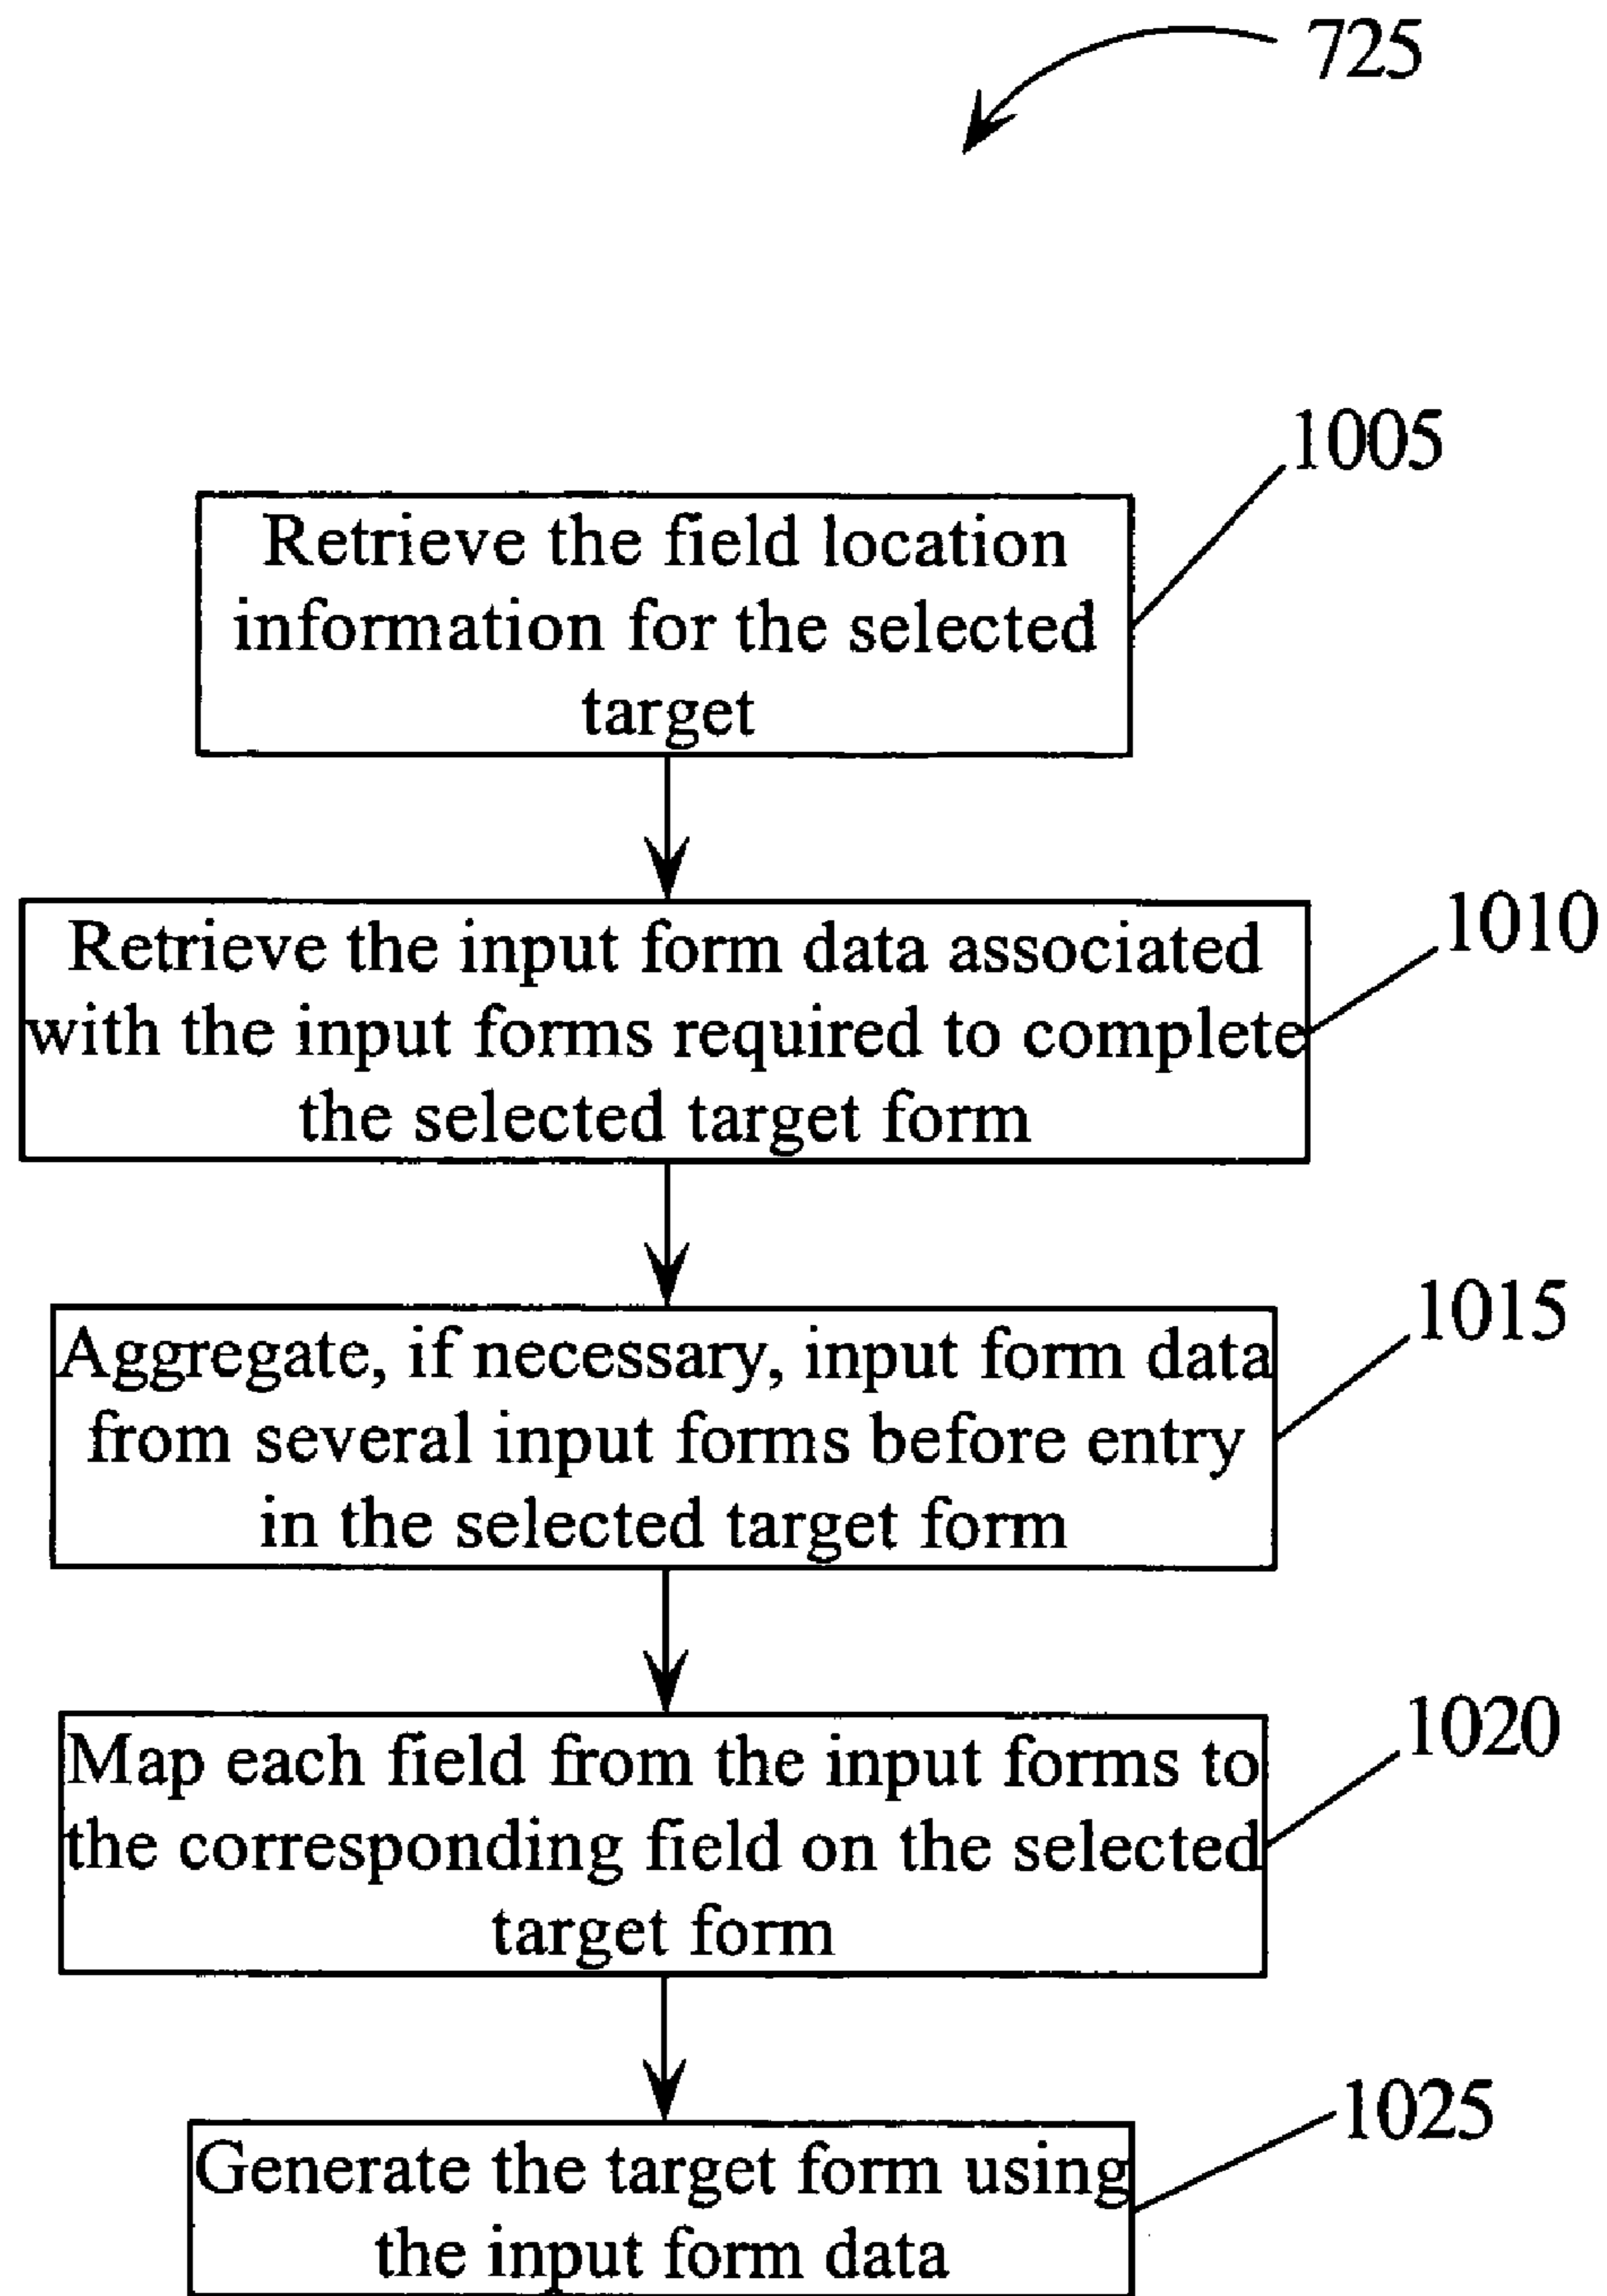 725
1005
Retrieve the field location
information for the selected
target
1010
Retrieve the input form data associated
with the input forms required to complete
the selected target form
1015
Aggregate, if necessary, input form data
from several input forms before entry
in the selected target form
1020
Map each field from the input forms to
the corresponding field on the selected
target form
1025
Generate the target form using
the input form data